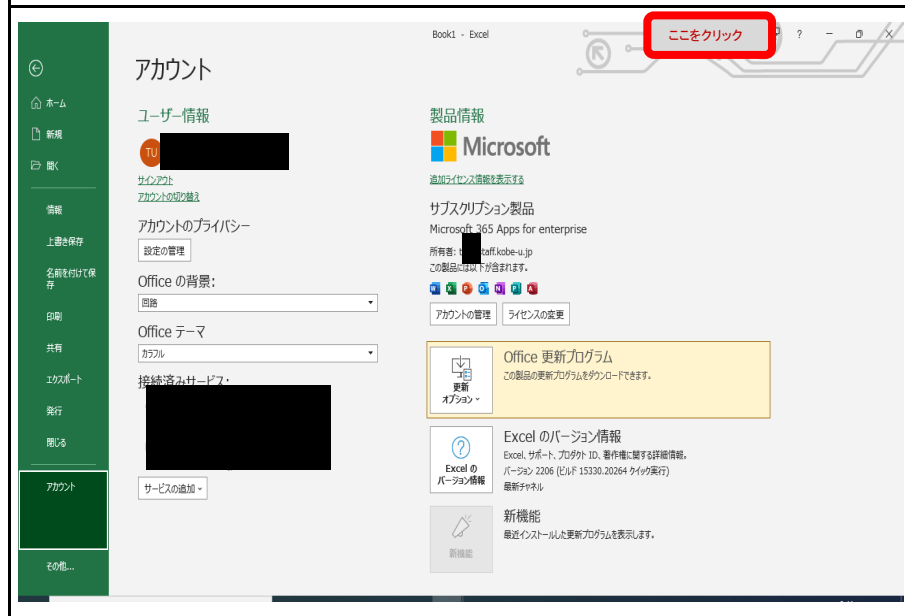 Book1 - Excel
ここをクリック
?
アカウント
ホーム
新規
開く
情報
上書き保存
名前を付けて保
存
印刷
共有
エクスポート
発行
閉じる
アカウント
その他...
ユーザー情報
TU
サインアウト
アカウントの切り替え
アカウントのプライバシー
設定の管理
Office の背景:
回路
Office テーマ
カラフル
接続済みサービス:
サービスの追加
製品情報
Microsoft
追加ライセンス情報を表示する
サブスクリプション製品
Microsoft 365 Apps for enterprise
所有者: t staff.kobe-u.jp
この製品には以下が含まれます。
アカウントの管理
ライセンスの変更
更新
オプション
Office 更新プログラム
この製品の更新プログラムをダウンロードできます。
Excel の
バージョン情報
Excel のバージョン情報
Excel、サポート、プロダクト ID、著作権に関する詳細情報。
バージョン 2206 (ビルド 15330.20264 クイック実行)
最新チャネル
新機能
新機能
最近インストールした更新プログラムを表示します。